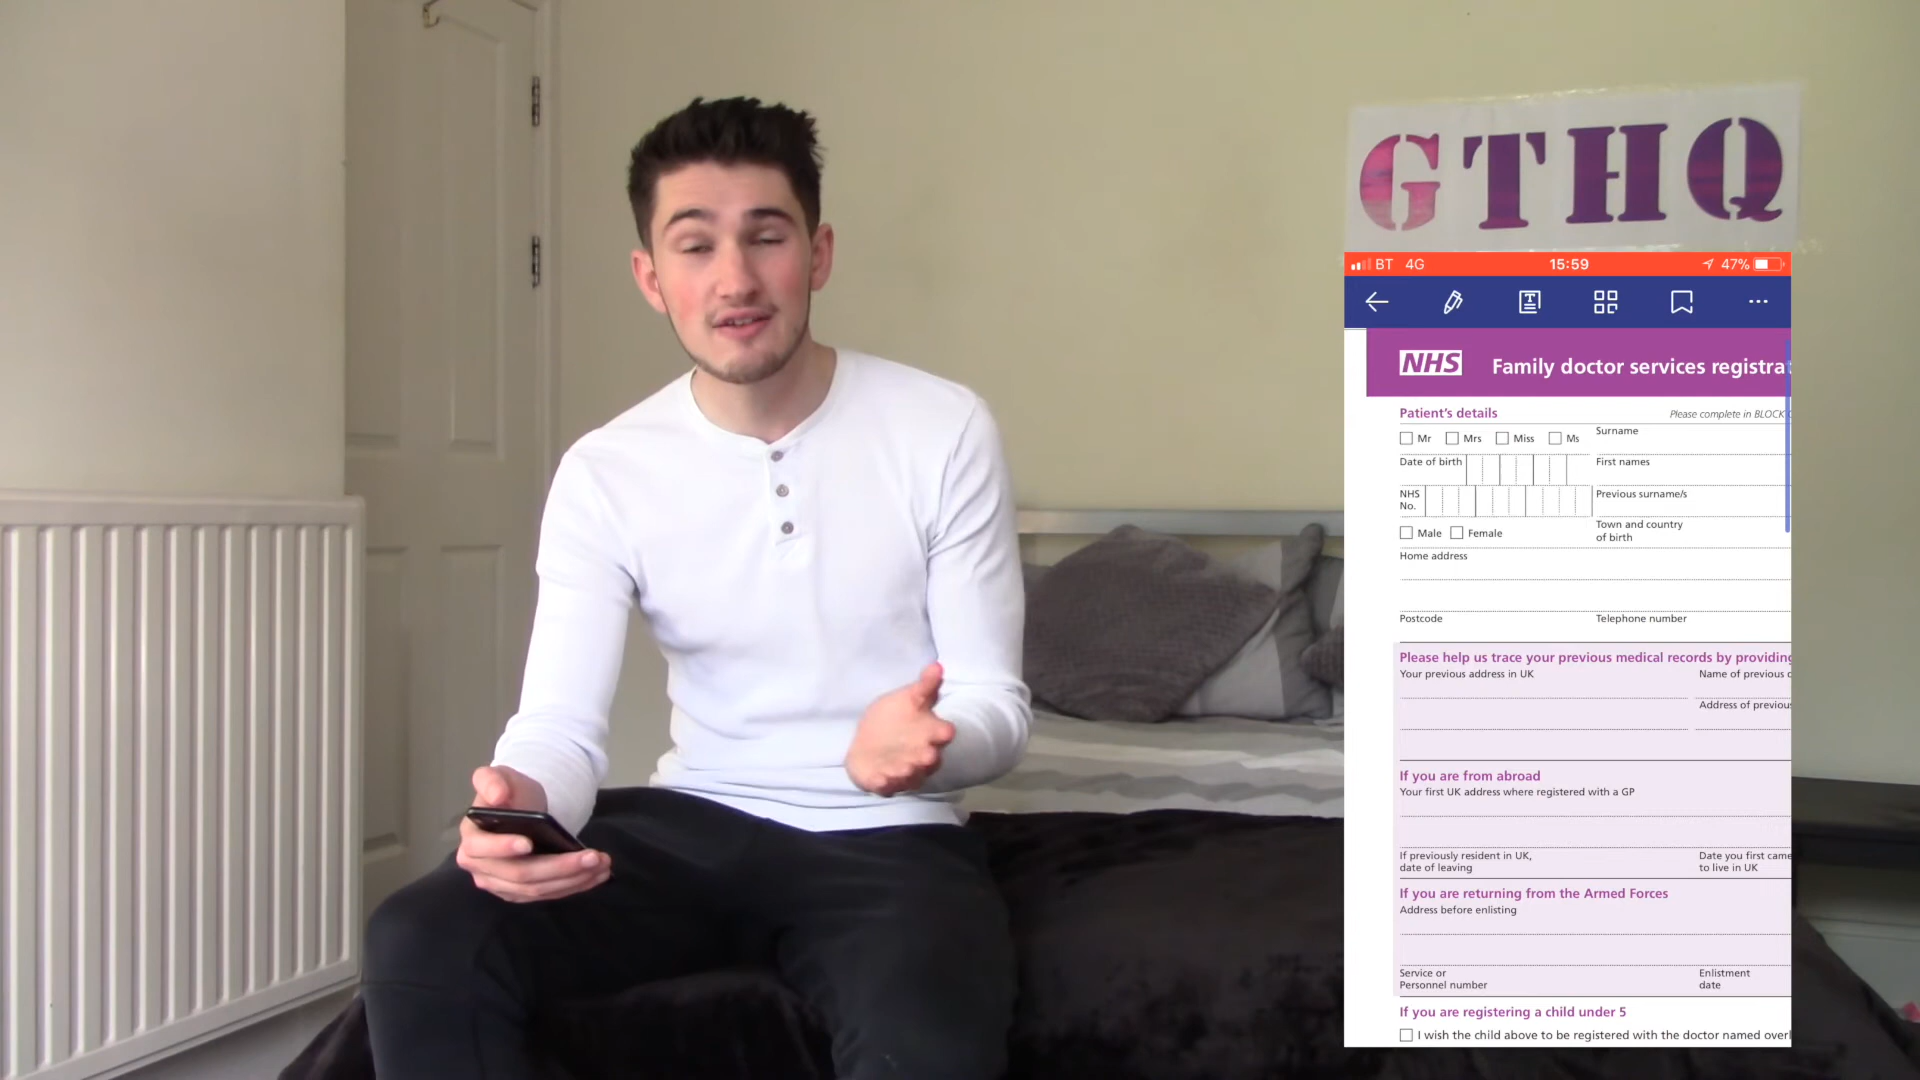 GTHQ
BT 4G 15:59 47%
NHS Family doctor services registra
Patient's details Please complete in BLOCK
Mr Mrs Miss Ms Surname
Date of birth First names
NHS No. Previous surname/s
Male Female Town and country of birth
Home address
Postcode Telephone number
Please help us trace your previous medical records by providing
Your previous address in UK Name of previous
Address of previous
If you are from abroad
Your first UK address where registered with a GP
If previously resident in UK, Date you first came
date of leaving to live in UK
If you are returning from the Armed Forces
Address before enlisting
Service or Enlistment
Personnel number date
If you are registering a child under 5
I wish the child above to be registered with the doctor named over